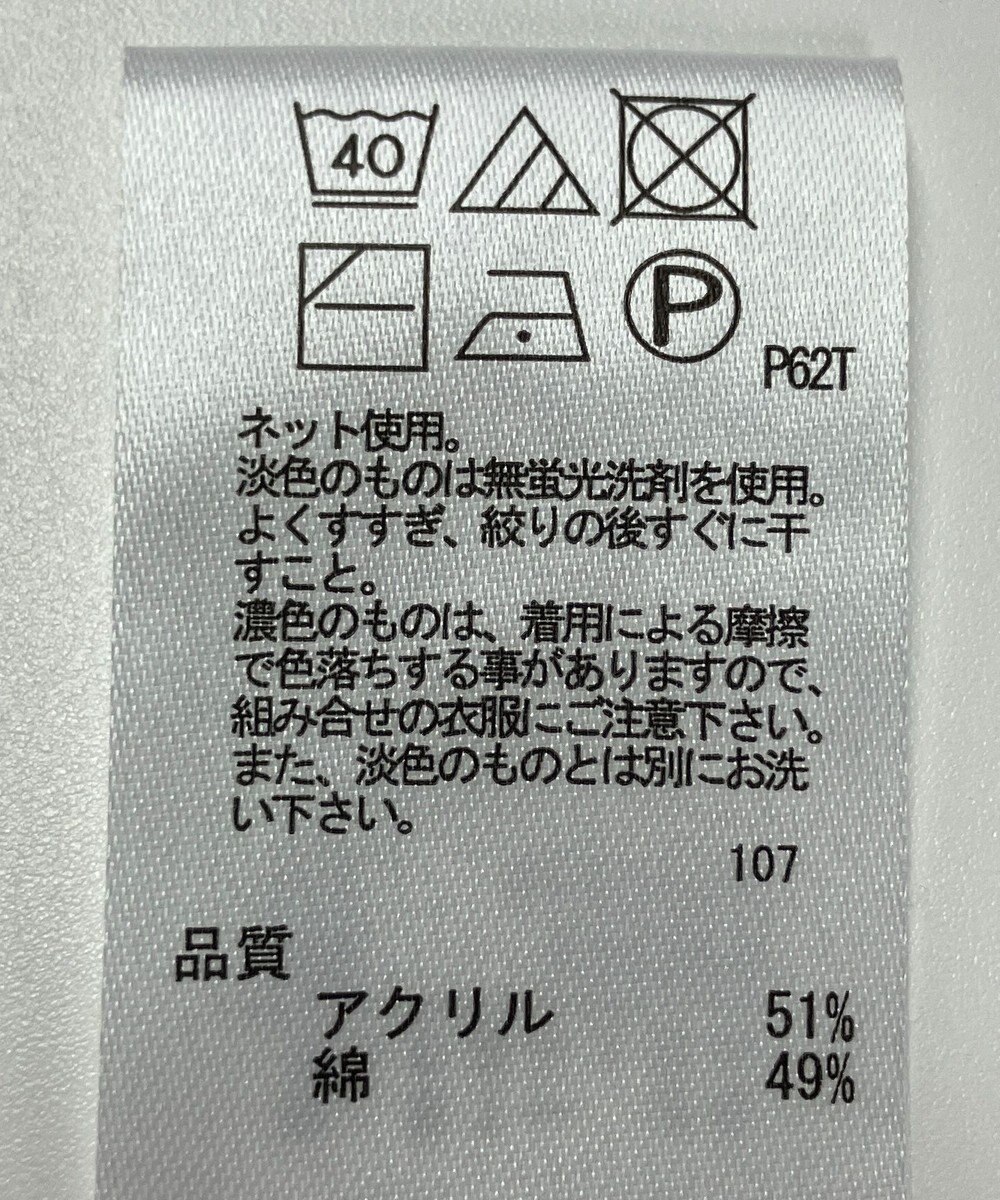 40
P
P62T
ネット使用。
淡色のものは無蛍光洗剤を使用。
よくすすぎ、絞りの後すぐに干
すこと。
濃色のものは、着用による摩擦
で色落ちする事がありますので、
組み合せの衣服にご注意下さい。
また、淡色のものとは別にお洗
い下さい。
107
品質
アクリル 51%
綿 49%